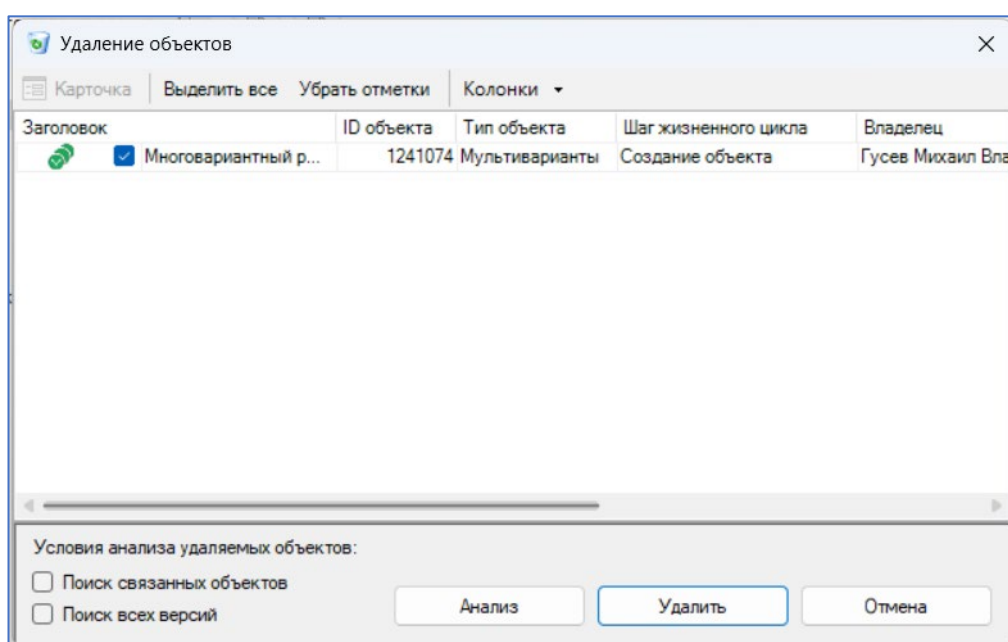 Удаление объектов
Карточка Выделить все Убрать отметки Колонки
Заголовок ID объекта Тип объекта Шаг жизненного цикла Владелец
Многовариантный р... 1241074 Мультиварианты Создание объекта Гусев Михаил Вла
Условия анализа удаляемых объектов:
Поиск связанных объектов
Поиск всех версий
Анализ Удалить Отмена